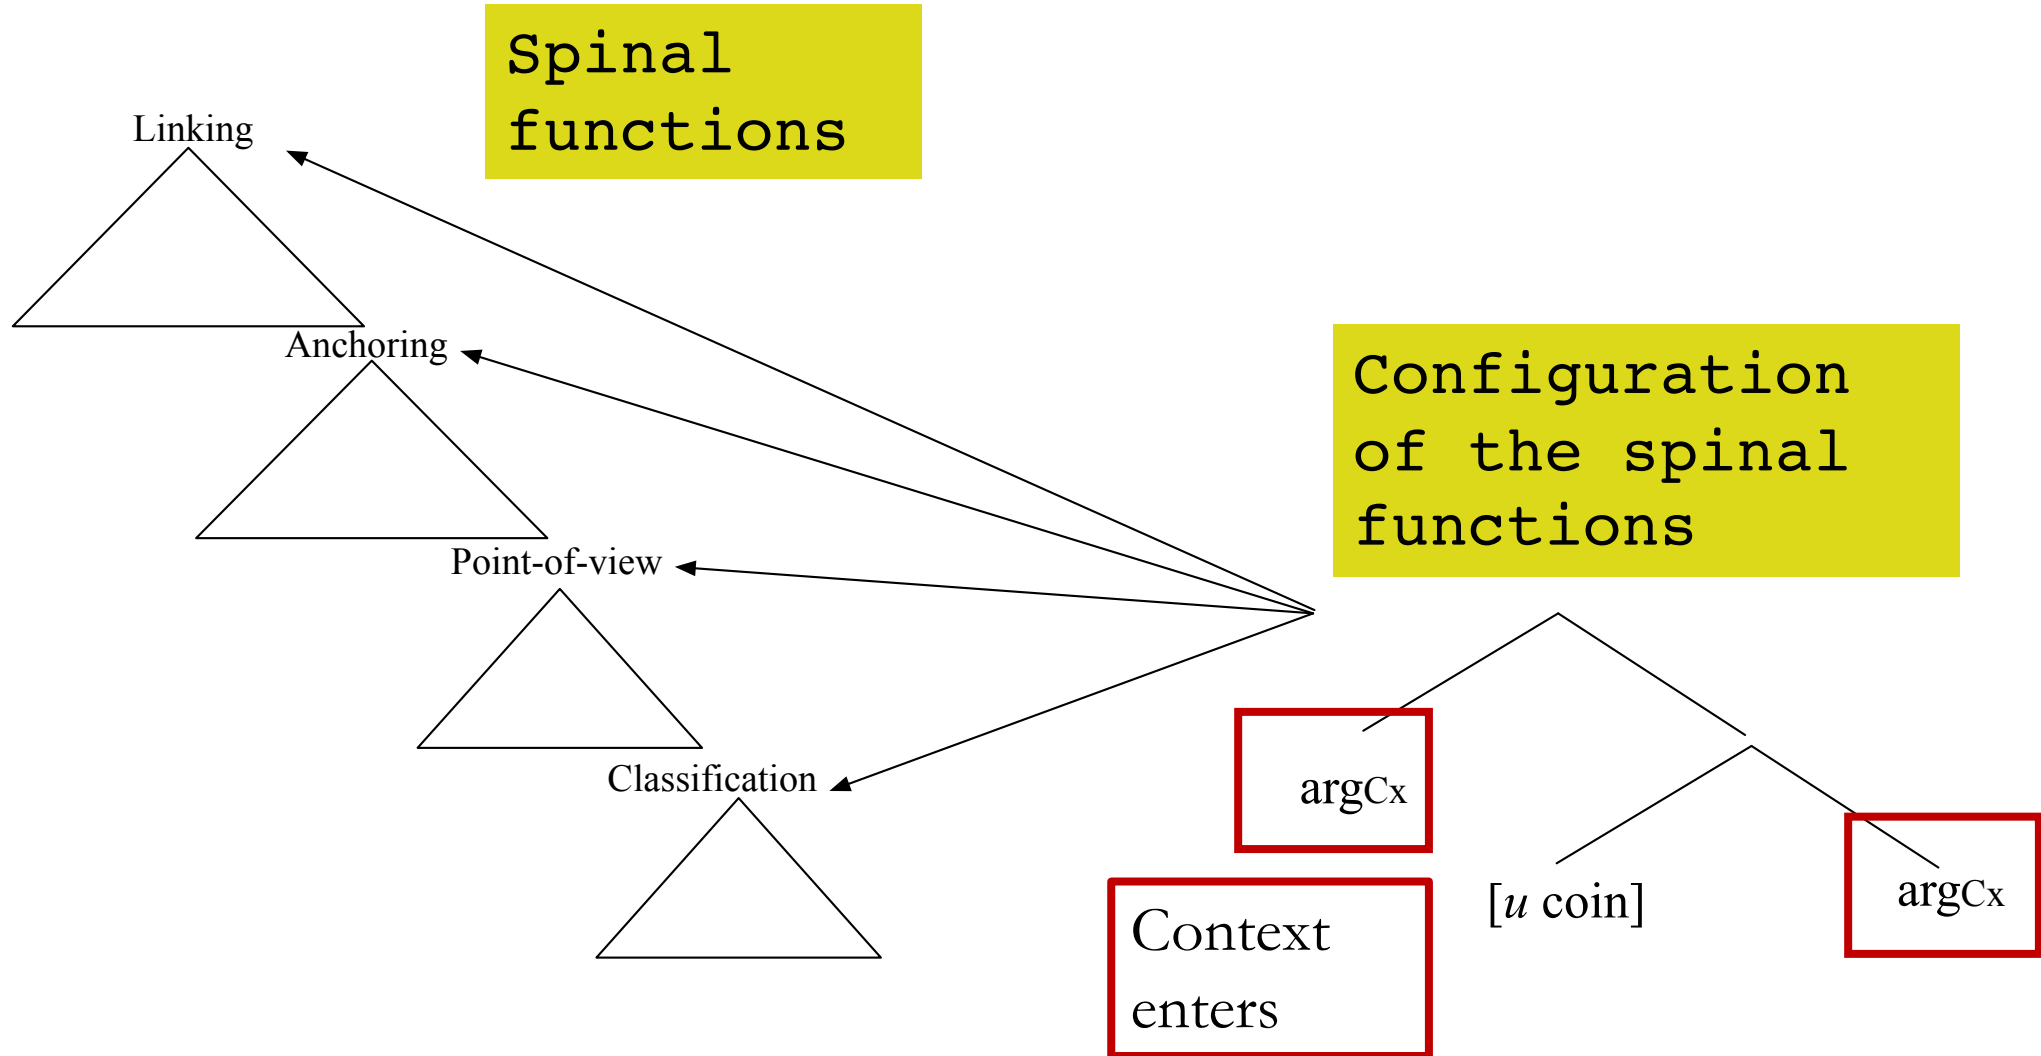 Spinal
functions
Linking
Anchoring
Point-of-view
Classification
Configuration
of the spinal
functions
argCx
[u coin]
argCx
Context
enters